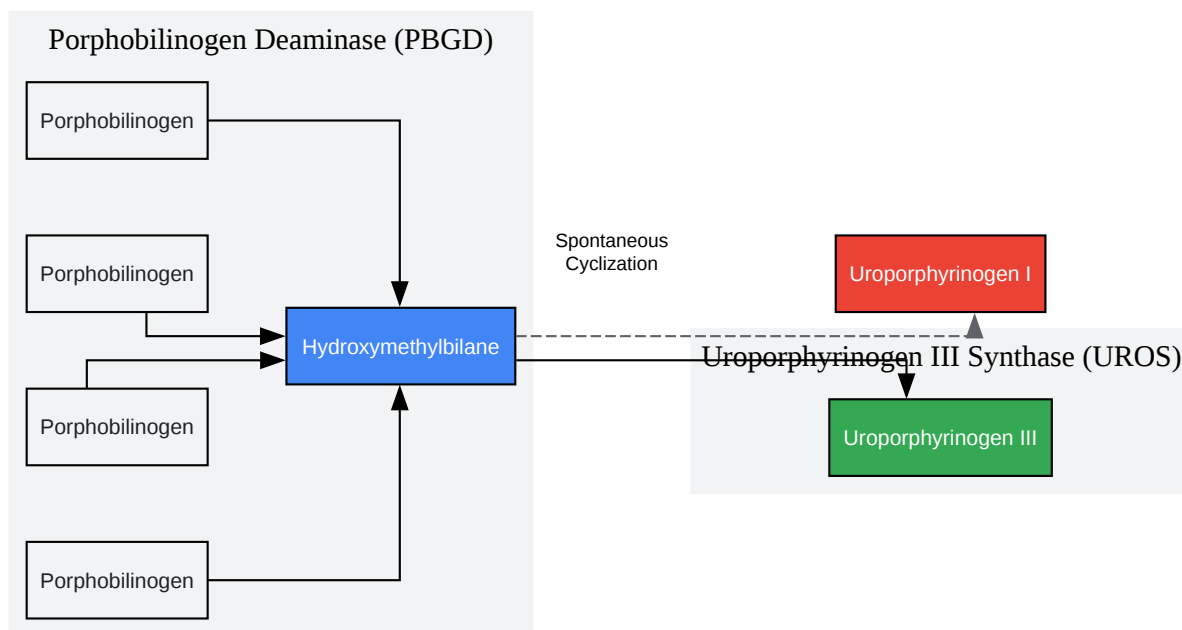 Porphobilinogen Deaminase (PBGD)
Porphobilinogen
Porphobilinogen
Porphobilinogen
Porphobilinogen
Hydroxymethylbilane
Spontaneous
Cyclization
Uroporphyrinogen I
Uroporphyrinogen III Synthase (UROS)
Uroporphyrinogen III